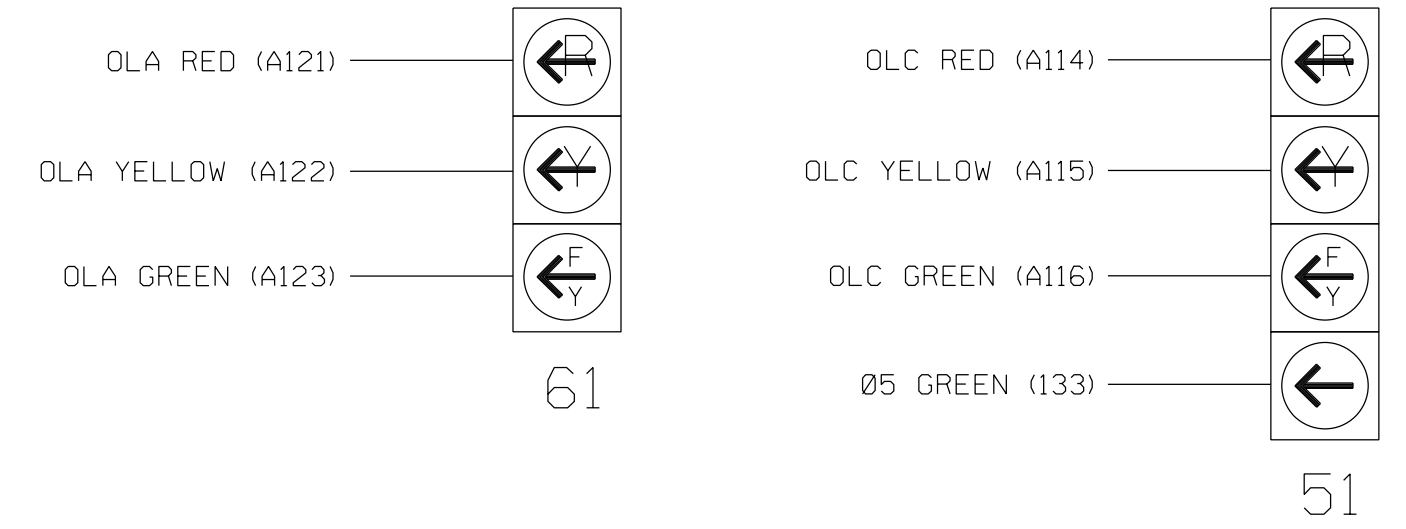 OLA RED (A121)
R
OLA YELLOW (A122)
Y
OLA GREEN (A123)
F
Y
61
OLC RED (A114)
R
OLC YELLOW (A115)
Y
OLC GREEN (A116)
F
Y
Ø5 GREEN (133)
51